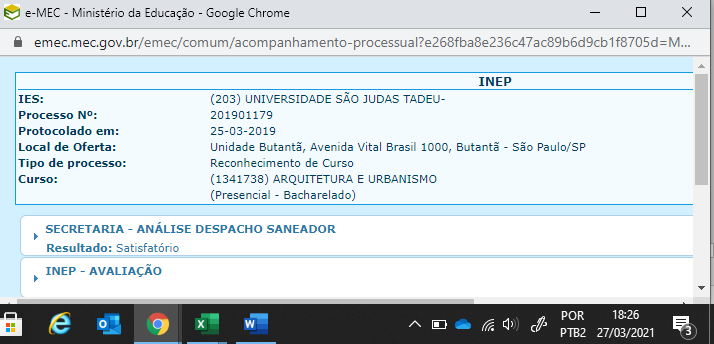 e-MEC - Ministério da Educação - Google Chrome
emec.mec.gov.br/emec/comum/acompanhamento-processual?e268fba8e236c47ac89b6d9cb1f8705d=M...
INEP
IES: (203) UNIVERSIDADE SÃO JUDAS TADEU-
Processo Nº: 201901179
Protocolado em: 25-03-2019
Local de Oferta: Unidade Butantã, Avenida Vital Brasil 1000, Butantã - São Paulo/SP
Tipo de processo: Reconhecimento de Curso
Curso: (1341738) ARQUITETURA E URBANISMO
(Presencial - Bacharelado)
SECRETARIA - ANÁLISE DESPACHO SANEADOR
Resultado: Satisfatório
INEP - AVALIAÇÃO
POR 18:26
PTB2 27/03/2021 3